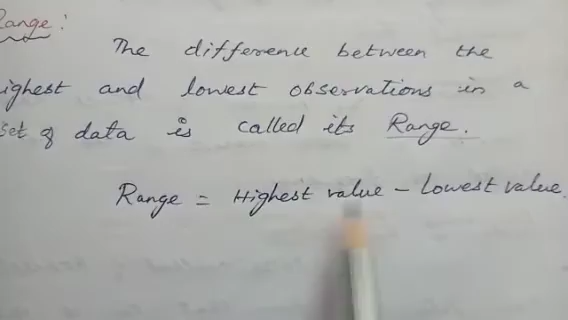 Range:
The difference between the
highest and lowest observations in a
set of data is called its Range.
Range = Highest value - Lowest value.